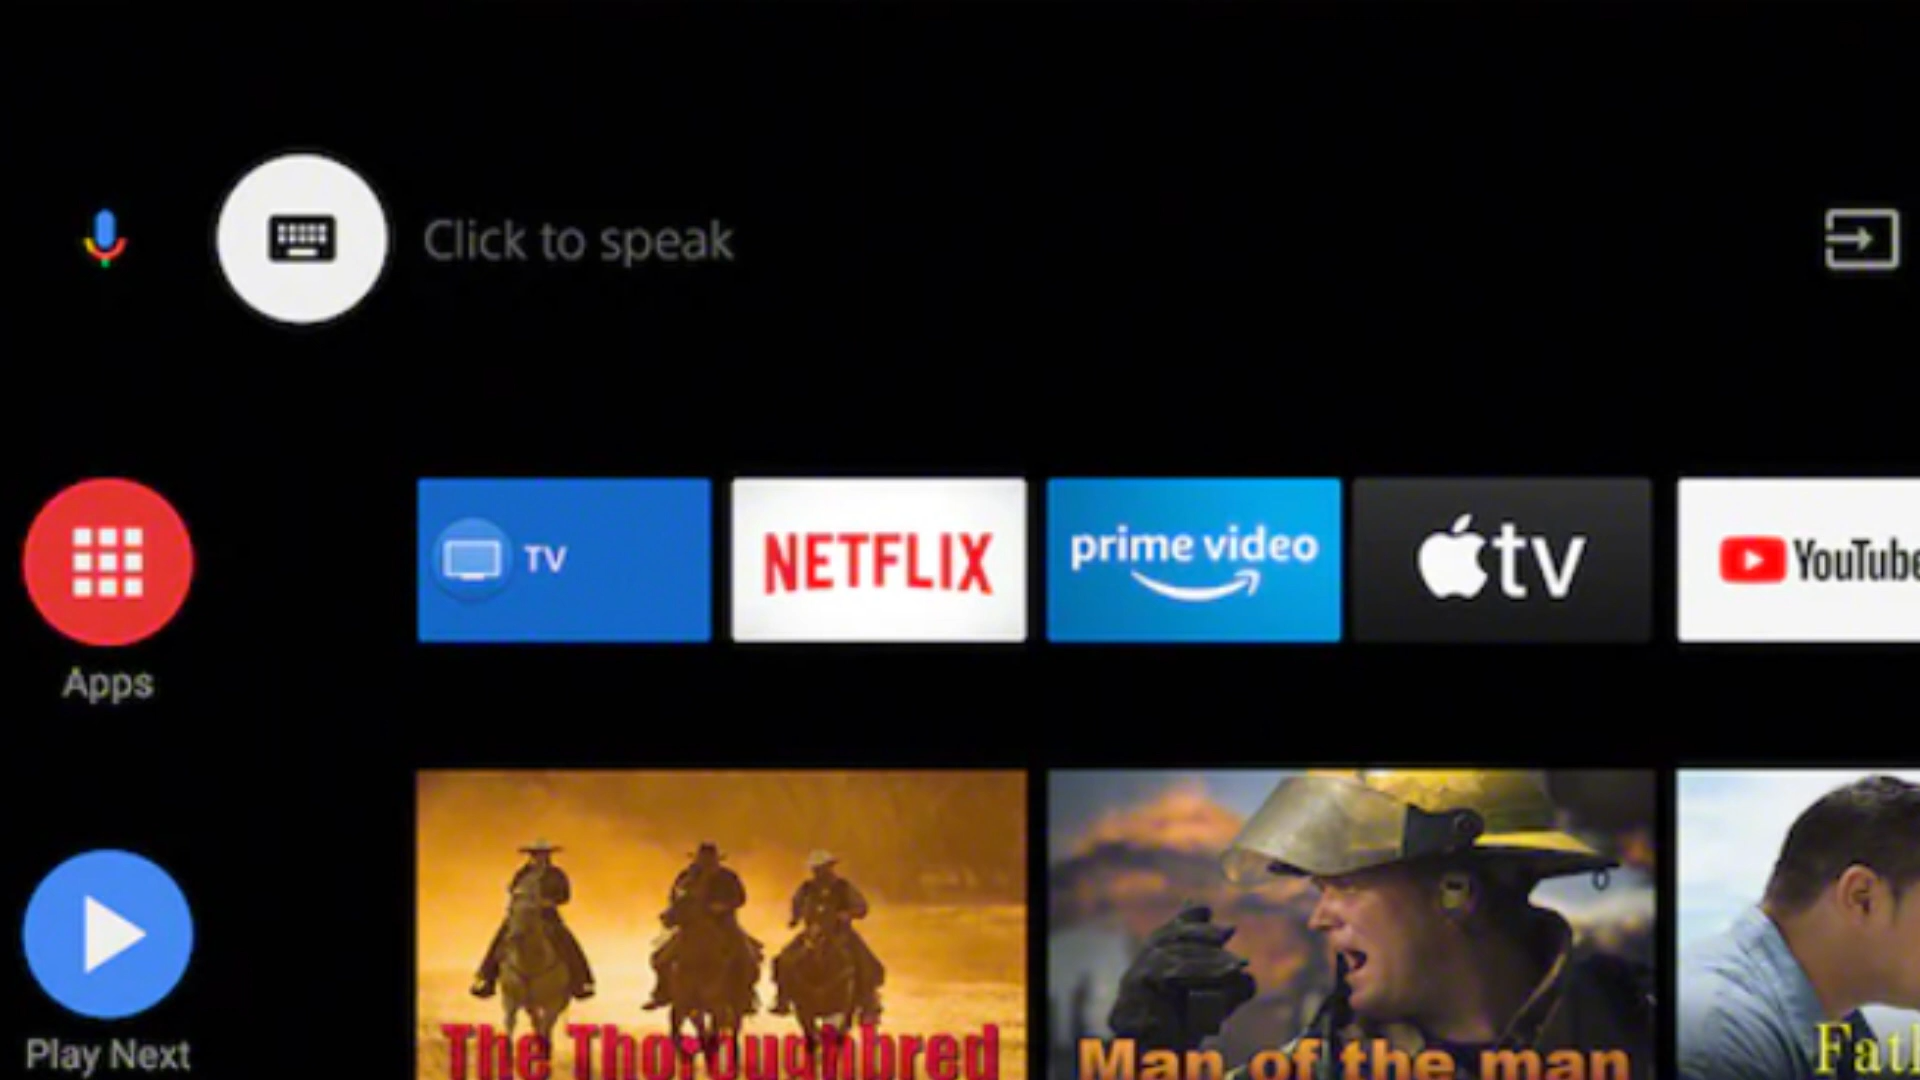 Click to speak
TV
NETFLIX
prime video
tv
YouTube
Apps
Play Next
The Thoroughbred
Man of the man